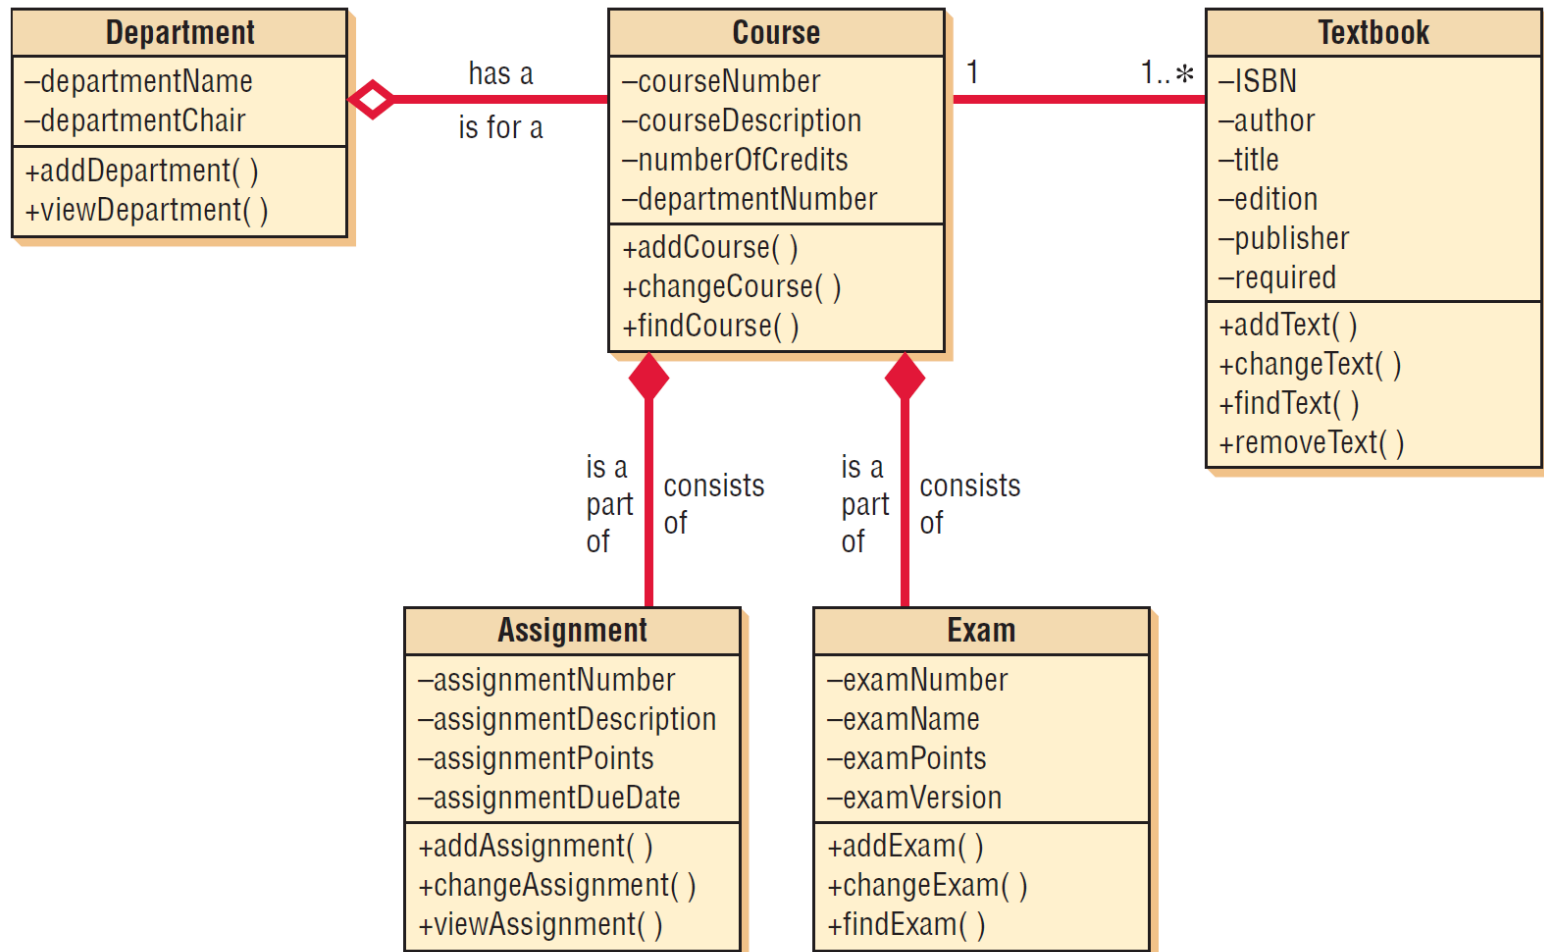 Department
–departmentName
–departmentChair
+addDepartment( )
+viewDepartment( )
has a
is for a
Course
–courseNumber
–courseDescription
–numberOfCredits
–departmentNumber
+addCourse( )
+changeCourse( )
+findCourse( )
1
1..*
Textbook
–ISBN
–author
–title
–edition
–publisher
–required
+addText( )
+changeText( )
+findText( )
+removeText( )
is a
part
of
consists
of
is a
part
of
consists
of
Assignment
–assignmentNumber
–assignmentDescription
–assignmentPoints
–assignmentDueDate
+addAssignment( )
+changeAssignment( )
+viewAssignment( )
Exam
–examNumber
–examName
–examPoints
–examVersion
+addExam( )
+changeExam( )
+findExam( )